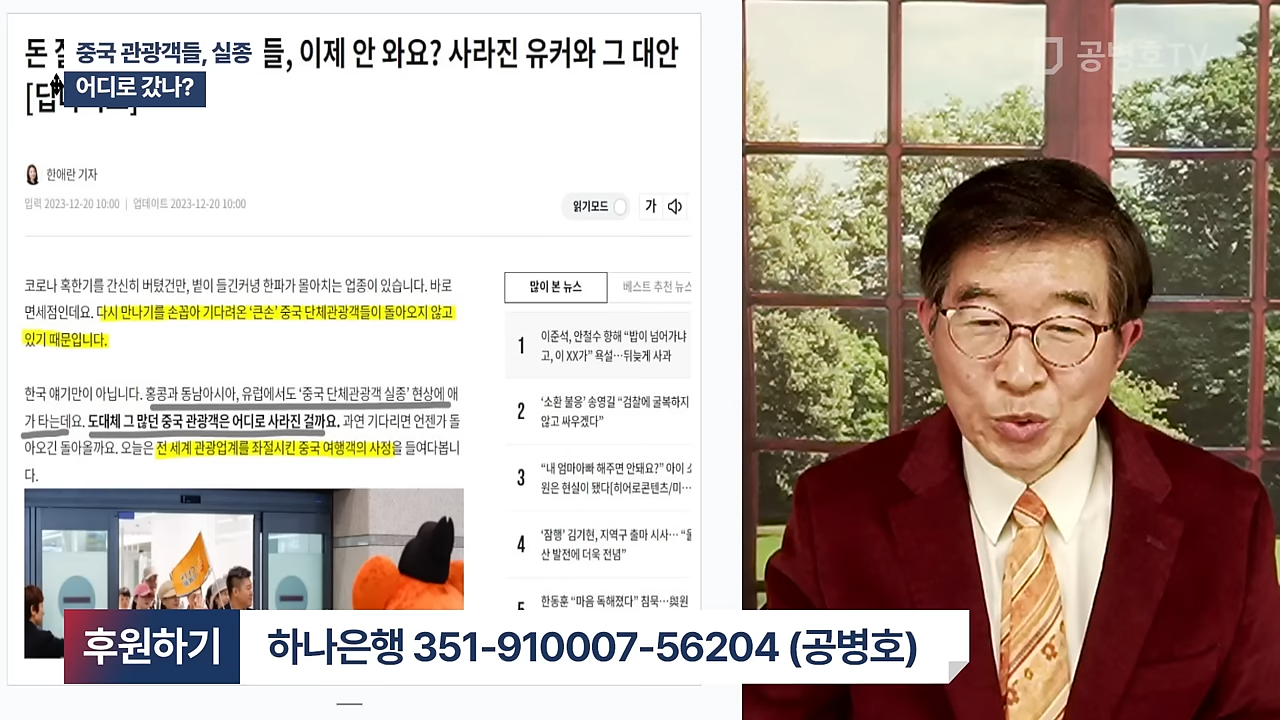 돈
중국 관광객들, 실종
들, 이제 안 와요? 사라진 유커와 그 대안
어디로 갔나?
공병호TV
한애란 기자
입력 2023-12-20 10:00 | 업데이트 2023-12-20 10:00
읽기모드
가
코로나 혹한기를 간신히 버텼건만, 볕이 들긴커녕 한파가 몰아치는 업종이 있습니다. 바로
면세점인데요. 다시 만나기를 손꼽아 기다려온 ‘큰손’ 중국 단체관광객들이 돌아오지 않고
있기 때문입니다.
한국 얘기만이 아닙니다. 홍콩과 동남아시아, 유럽에서도 ‘중국 단체관광객 실종’ 현상에 애
가 타는데요. 도대체 그 많던 중국 관광객은 어디로 사라진 걸까요. 과연 기다리면 언젠가 돌
아오긴 돌아올까요. 오늘은 전 세계 관광업계를 좌절시킨 중국 여행객의 사정을 들여다봅니
다.
많이 본 뉴스
베스트 추천 뉴스
1
이준석, 안철수 향해 “밥이 넘어가냐
고, 이 XX가” 욕설…뒤늦게 사과
2
‘소환 불응’ 송영길 “검찰에 굴복하지
않고 싸우겠다”
3
“내 엄마아빠 해주면 안돼요?” 아이 소
원은 현실이 됐다[히어로콘텐츠/미…
4
‘잠행’ 김기현, 지역구 출마 시사…
산 발전에 더욱 전념”
5
한동훈 “마음 독해졌다” 침묵…與원
후원하기
하나은행 351-910007-56204 (공병호)